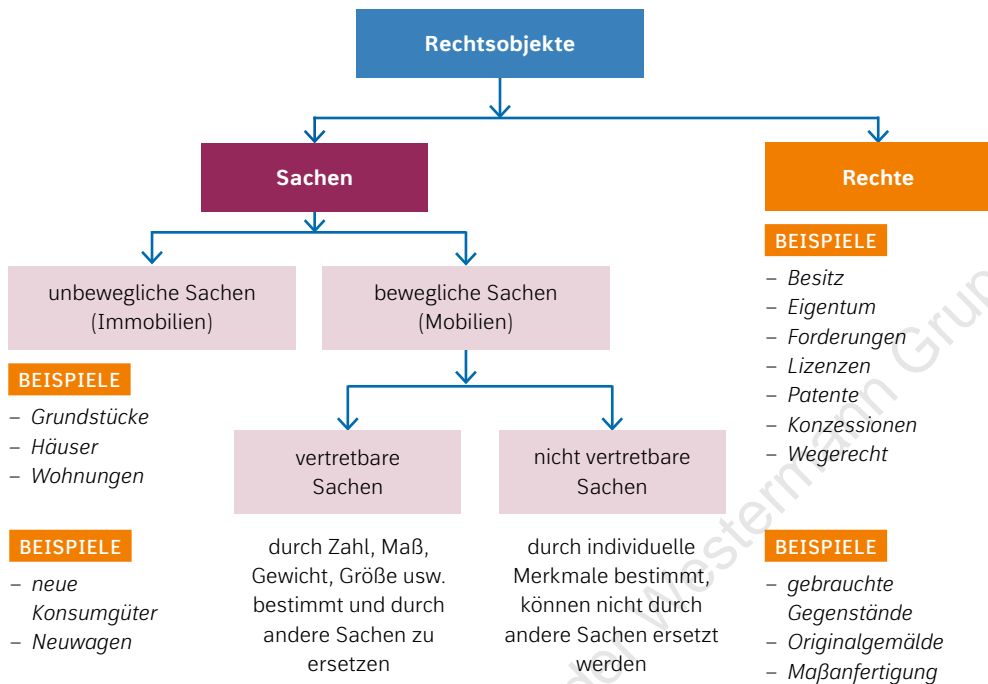 Rechtsobjekte
Sachen
Rechte
unbewegliche Sachen
(Immobilien)
bewegliche Sachen
(Mobilien)
BEISPIELE
– Besitz
– Eigentum
– Forderungen
– Lizenzen
– Patente
– Konzessionen
– Wegerecht
BEISPIELE
– Grundstücke
– Häuser
– Wohnungen
vertretbare
Sachen
nicht vertretbare
Sachen
BEISPIELE
– neue
Konsumgüter
– Neuwagen
durch Zahl, Maß,
Gewicht, Größe usw.
bestimmt und durch
andere Sachen zu
ersetzen
durch individuelle
Merkmale bestimmt,
können nicht durch
andere Sachen ersetzt
werden
BEISPIELE
– gebrauchte
Gegenstände
– Originalgemälde
– Maßanfertigung
der Westermann